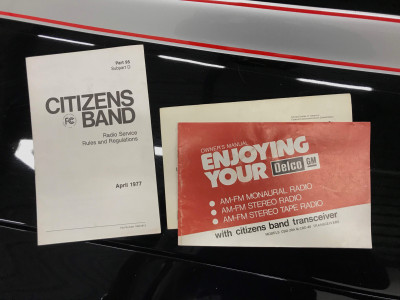 Part 95
Subpart D
CITIZENS
FC BAND
Radio Service
Rules and Regulations
April 1977
OWNER'S MANUAL
ENJOYING
YOUR Delco GM
• AM-FM MONAURAL RADIO
• AM-FM STEREO RADIO
• AM-FM STEREO TAPE RADIO
with citizens band transceiver